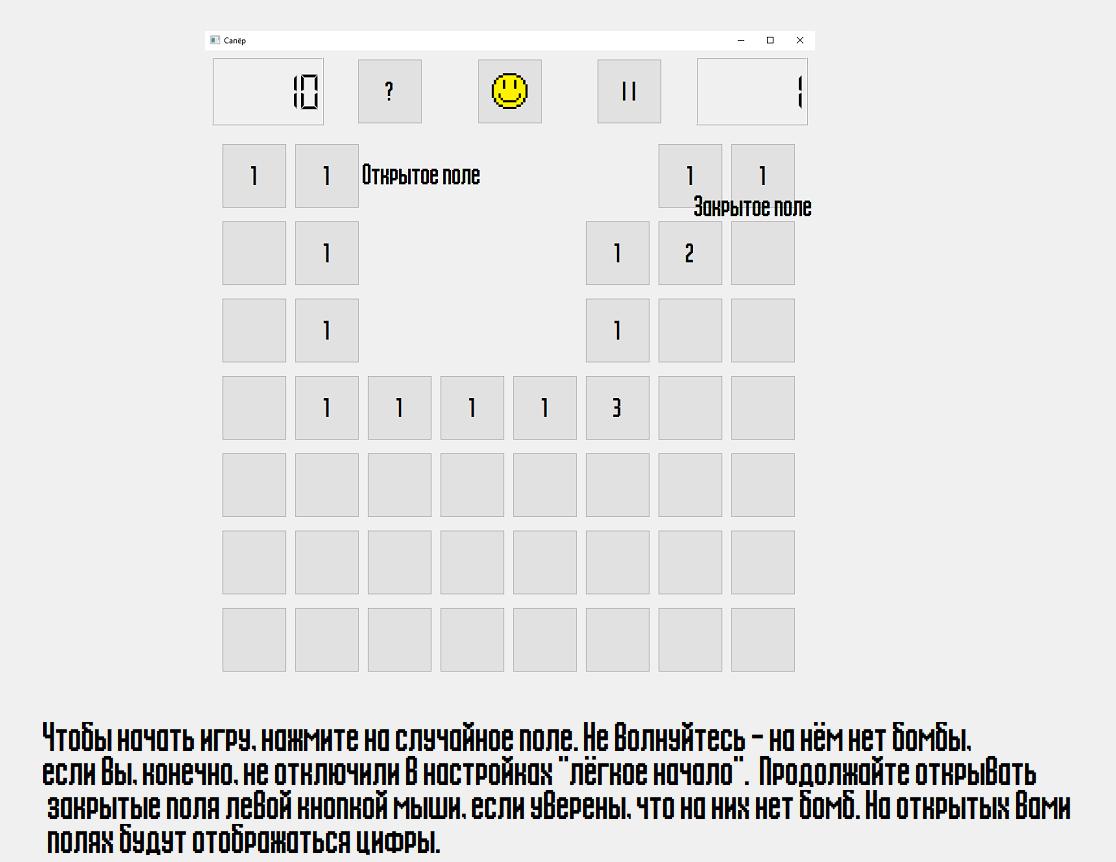 Сапёр
10 ? 1
1 1 Открытое поле 1 1
Закрытое поле
1 1 2
1 1
1 1 1 1 3
Чтобы начать игру, нажмите на случайное поле. Не волнуйтесь - на нём нет бомбы,
если вы, конечно, не отключили в настройках "лёгкое начало". Продолжайте открывать
закрытые поля левой кнопкой мыши, если уверены, что на них нет бомб. На открытых вами
полях будут отображаться цифры.